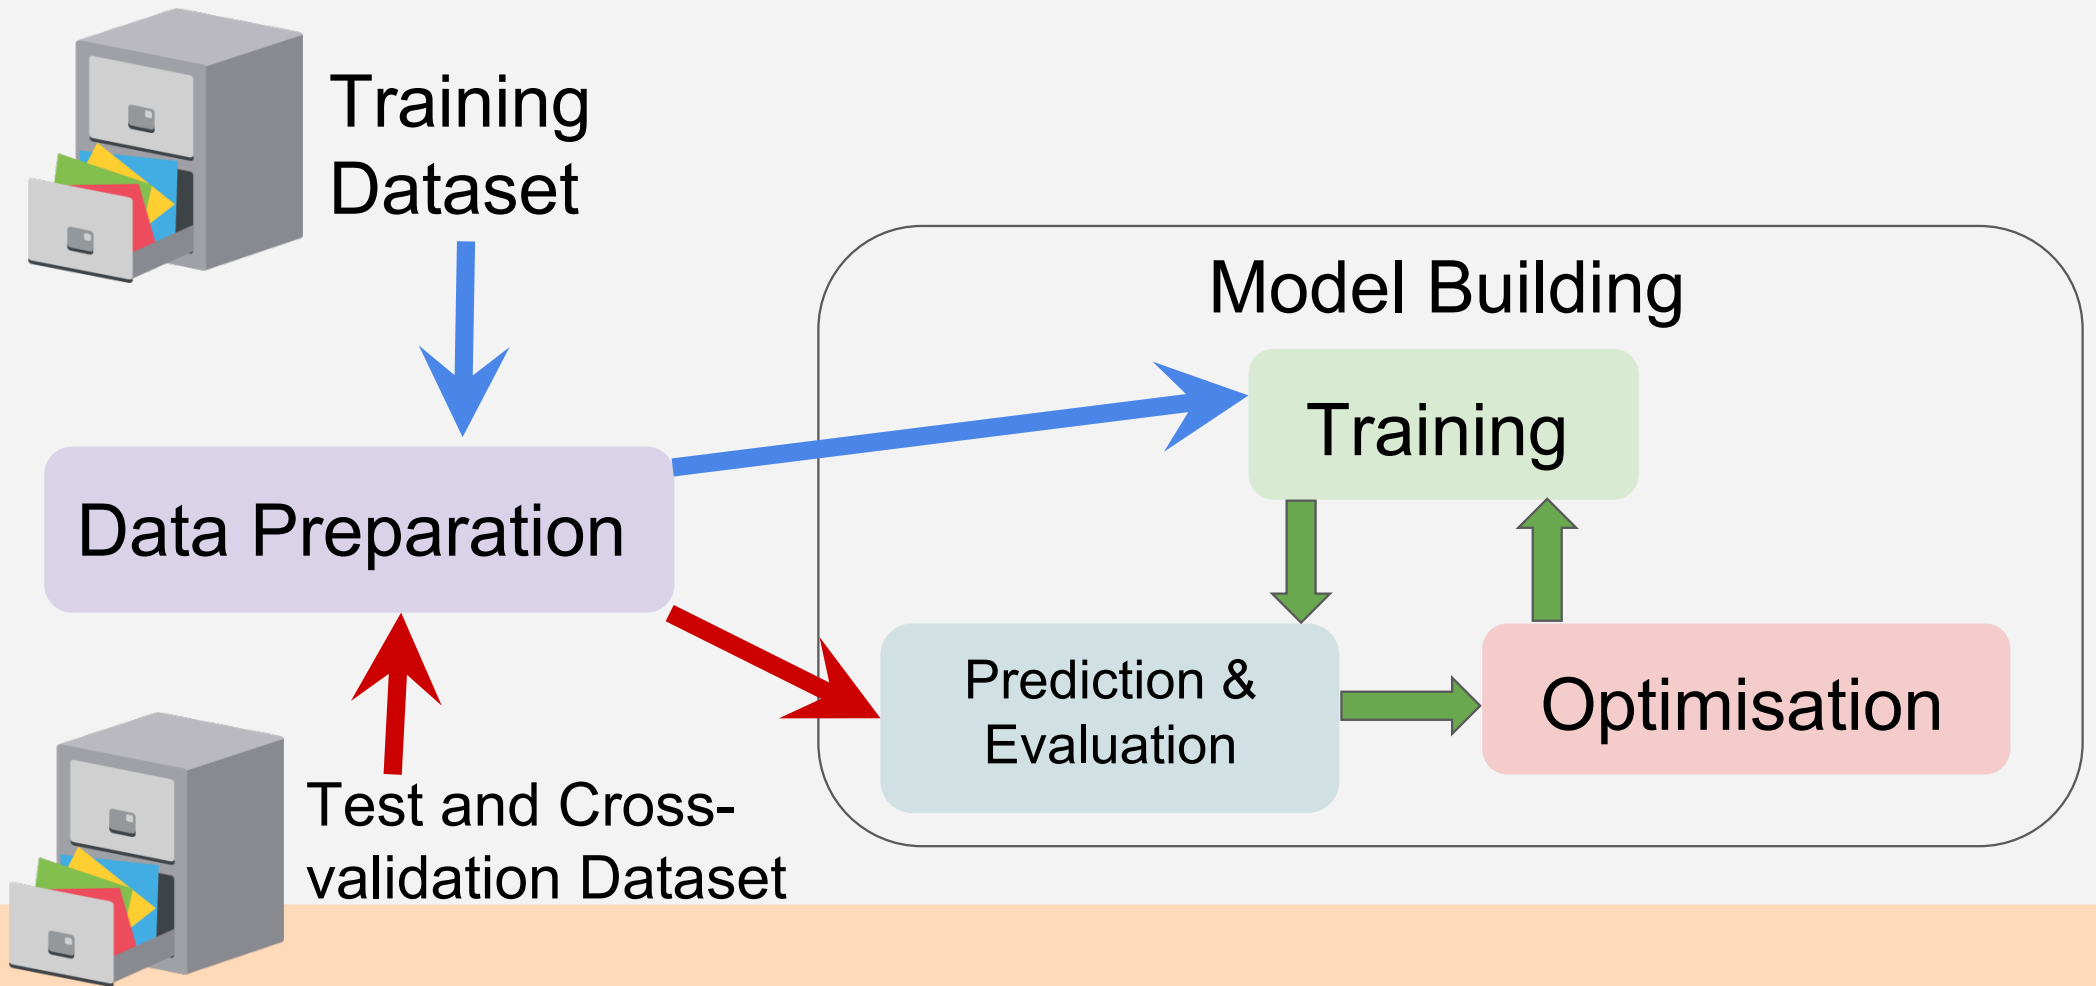 Training
Dataset
Model Building
Training
Data Preparation
Prediction &
Evaluation
Optimisation
Test and Cross-
validation Dataset